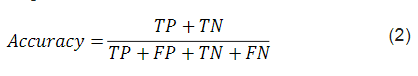 Accuracy = TP + TN / TP + FP + TN + FN (2)